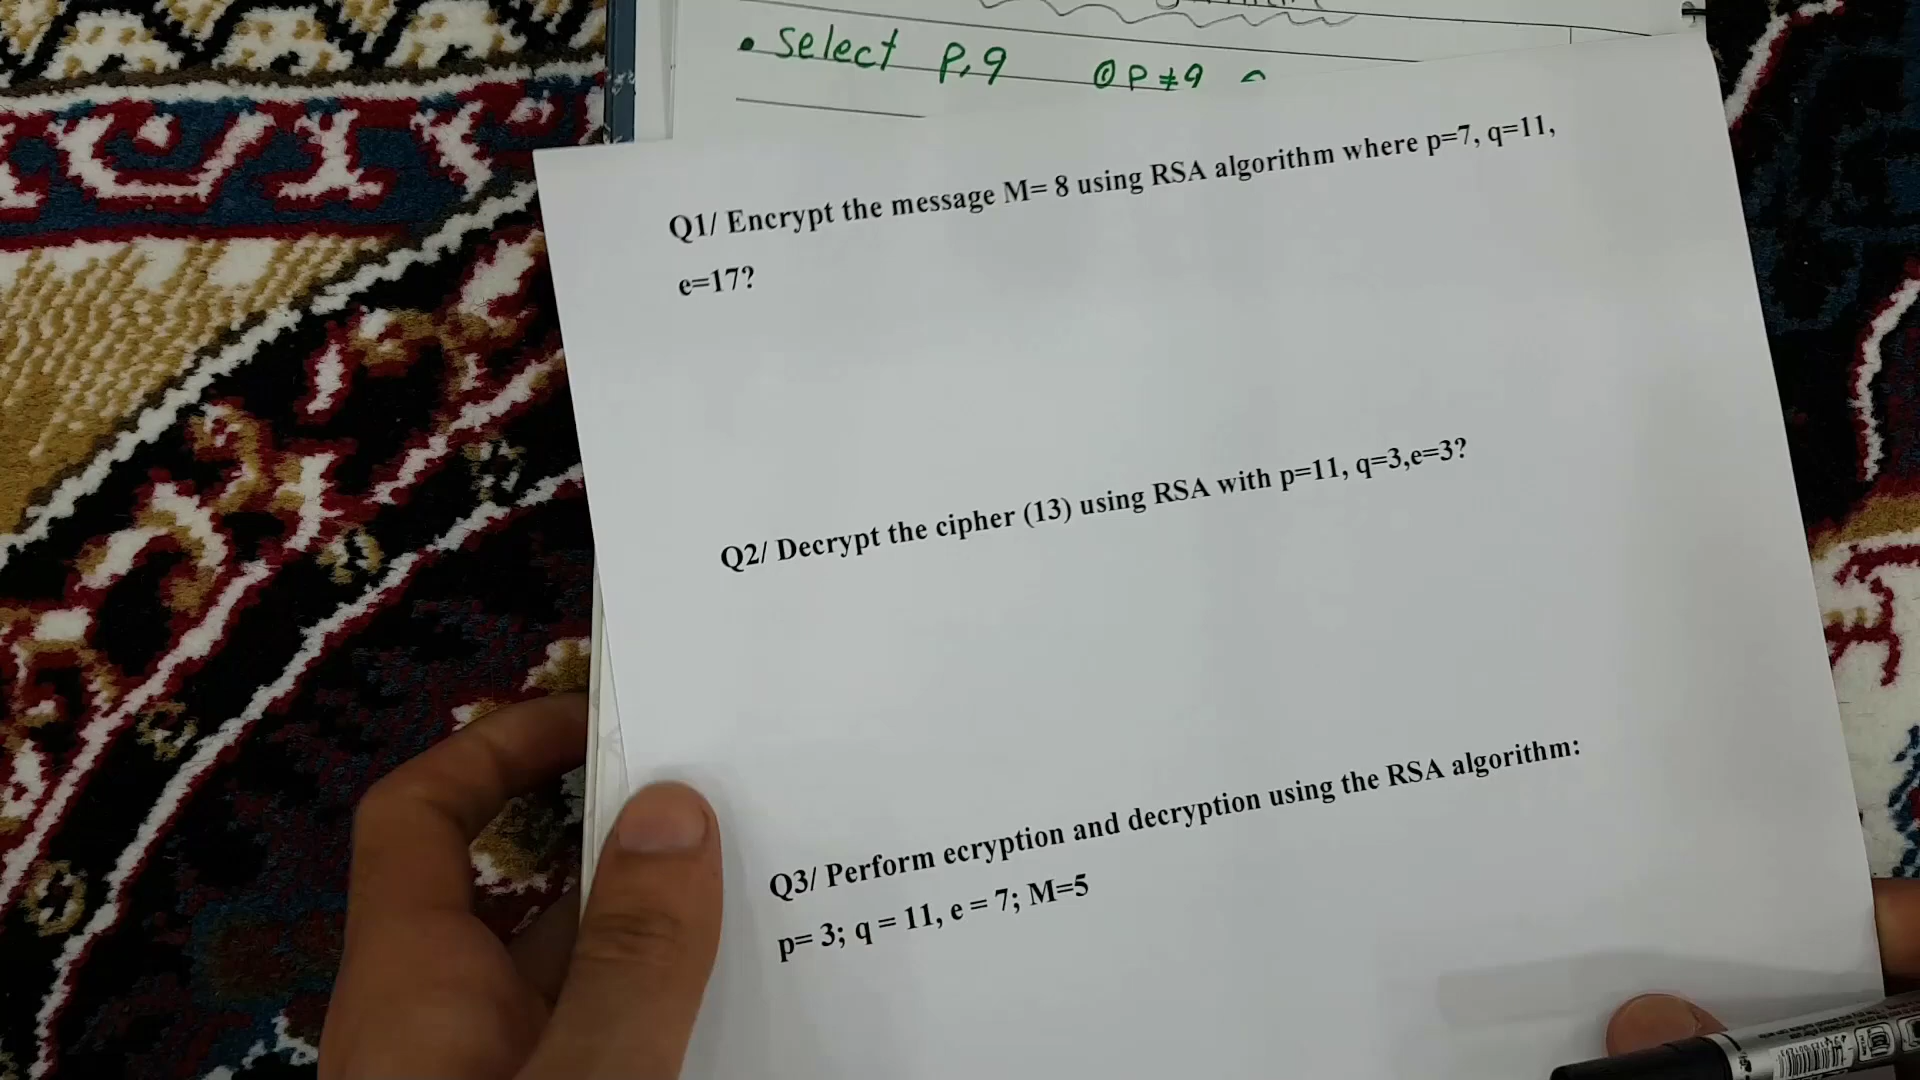 • Select p,q ① p≠q
Q1/ Encrypt the message M= 8 using RSA algorithm where p=7, q=11,
e=17?
Q2/ Decrypt the cipher (13) using RSA with p=11, q=3,e=3?
Q3/ Perform ecryption and decryption using the RSA algorithm:
p= 3; q = 11, e = 7; M=5